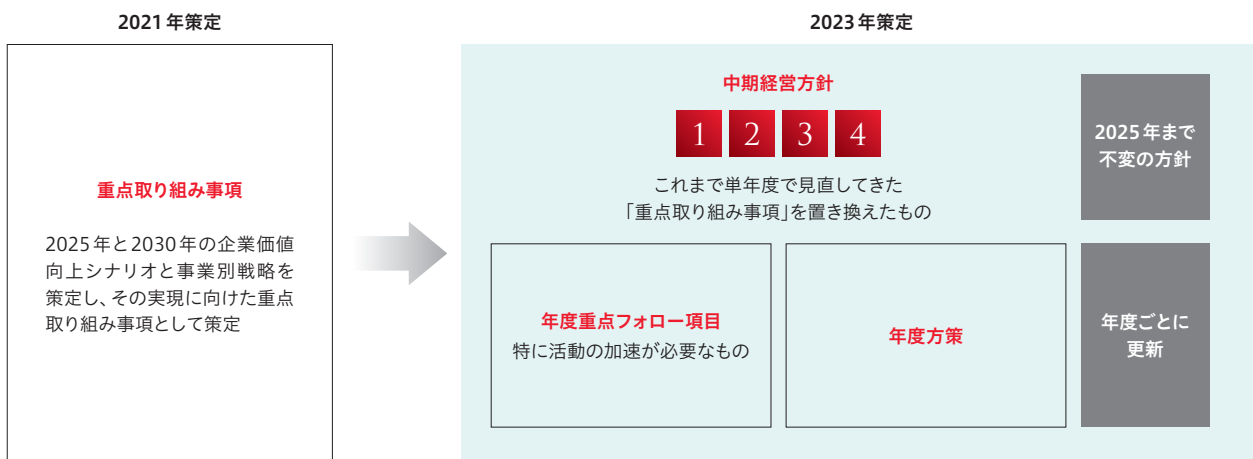 2021年策定
重点取り組み事項
2025年と2030年の企業価値
向上シナリオと事業別戦略を
策定し、その実現に向けた重点
取り組み事項として策定
2023年策定
中期経営方針
1 2 3 4
これまで単年度で見直してきた
「重点取り組み事項」を置き換えたもの
2025年まで
不変の方針
年度重点フォロー項目
特に活動の加速が必要なもの
年度方策
年度ごとに
更新